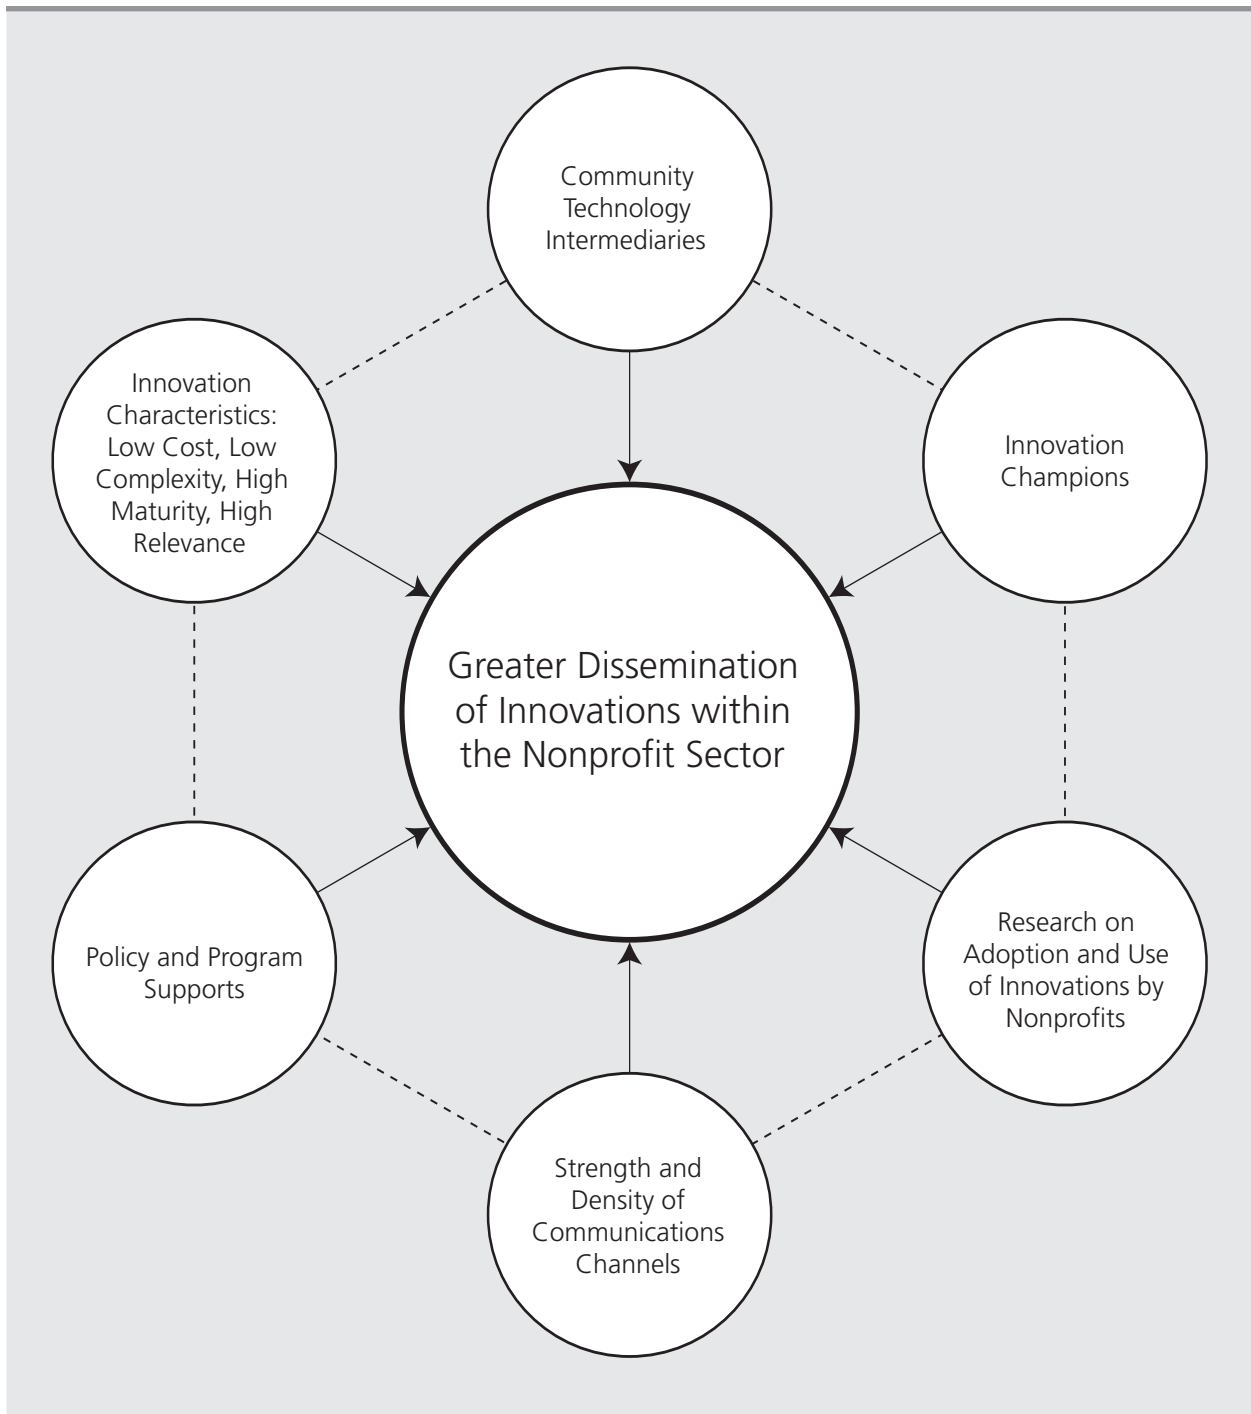 Community
Technology
Intermediaries
Innovation
Characteristics:
Low Cost, Low
Complexity, High
Maturity, High
Relevance
Innovation
Champions
Greater Dissemination
of Innovations within
the Nonprofit Sector
Policy and Program
Supports
Research on
Adoption and Use
of Innovations by
Nonprofits
Strength and
Density of
Communications
Channels